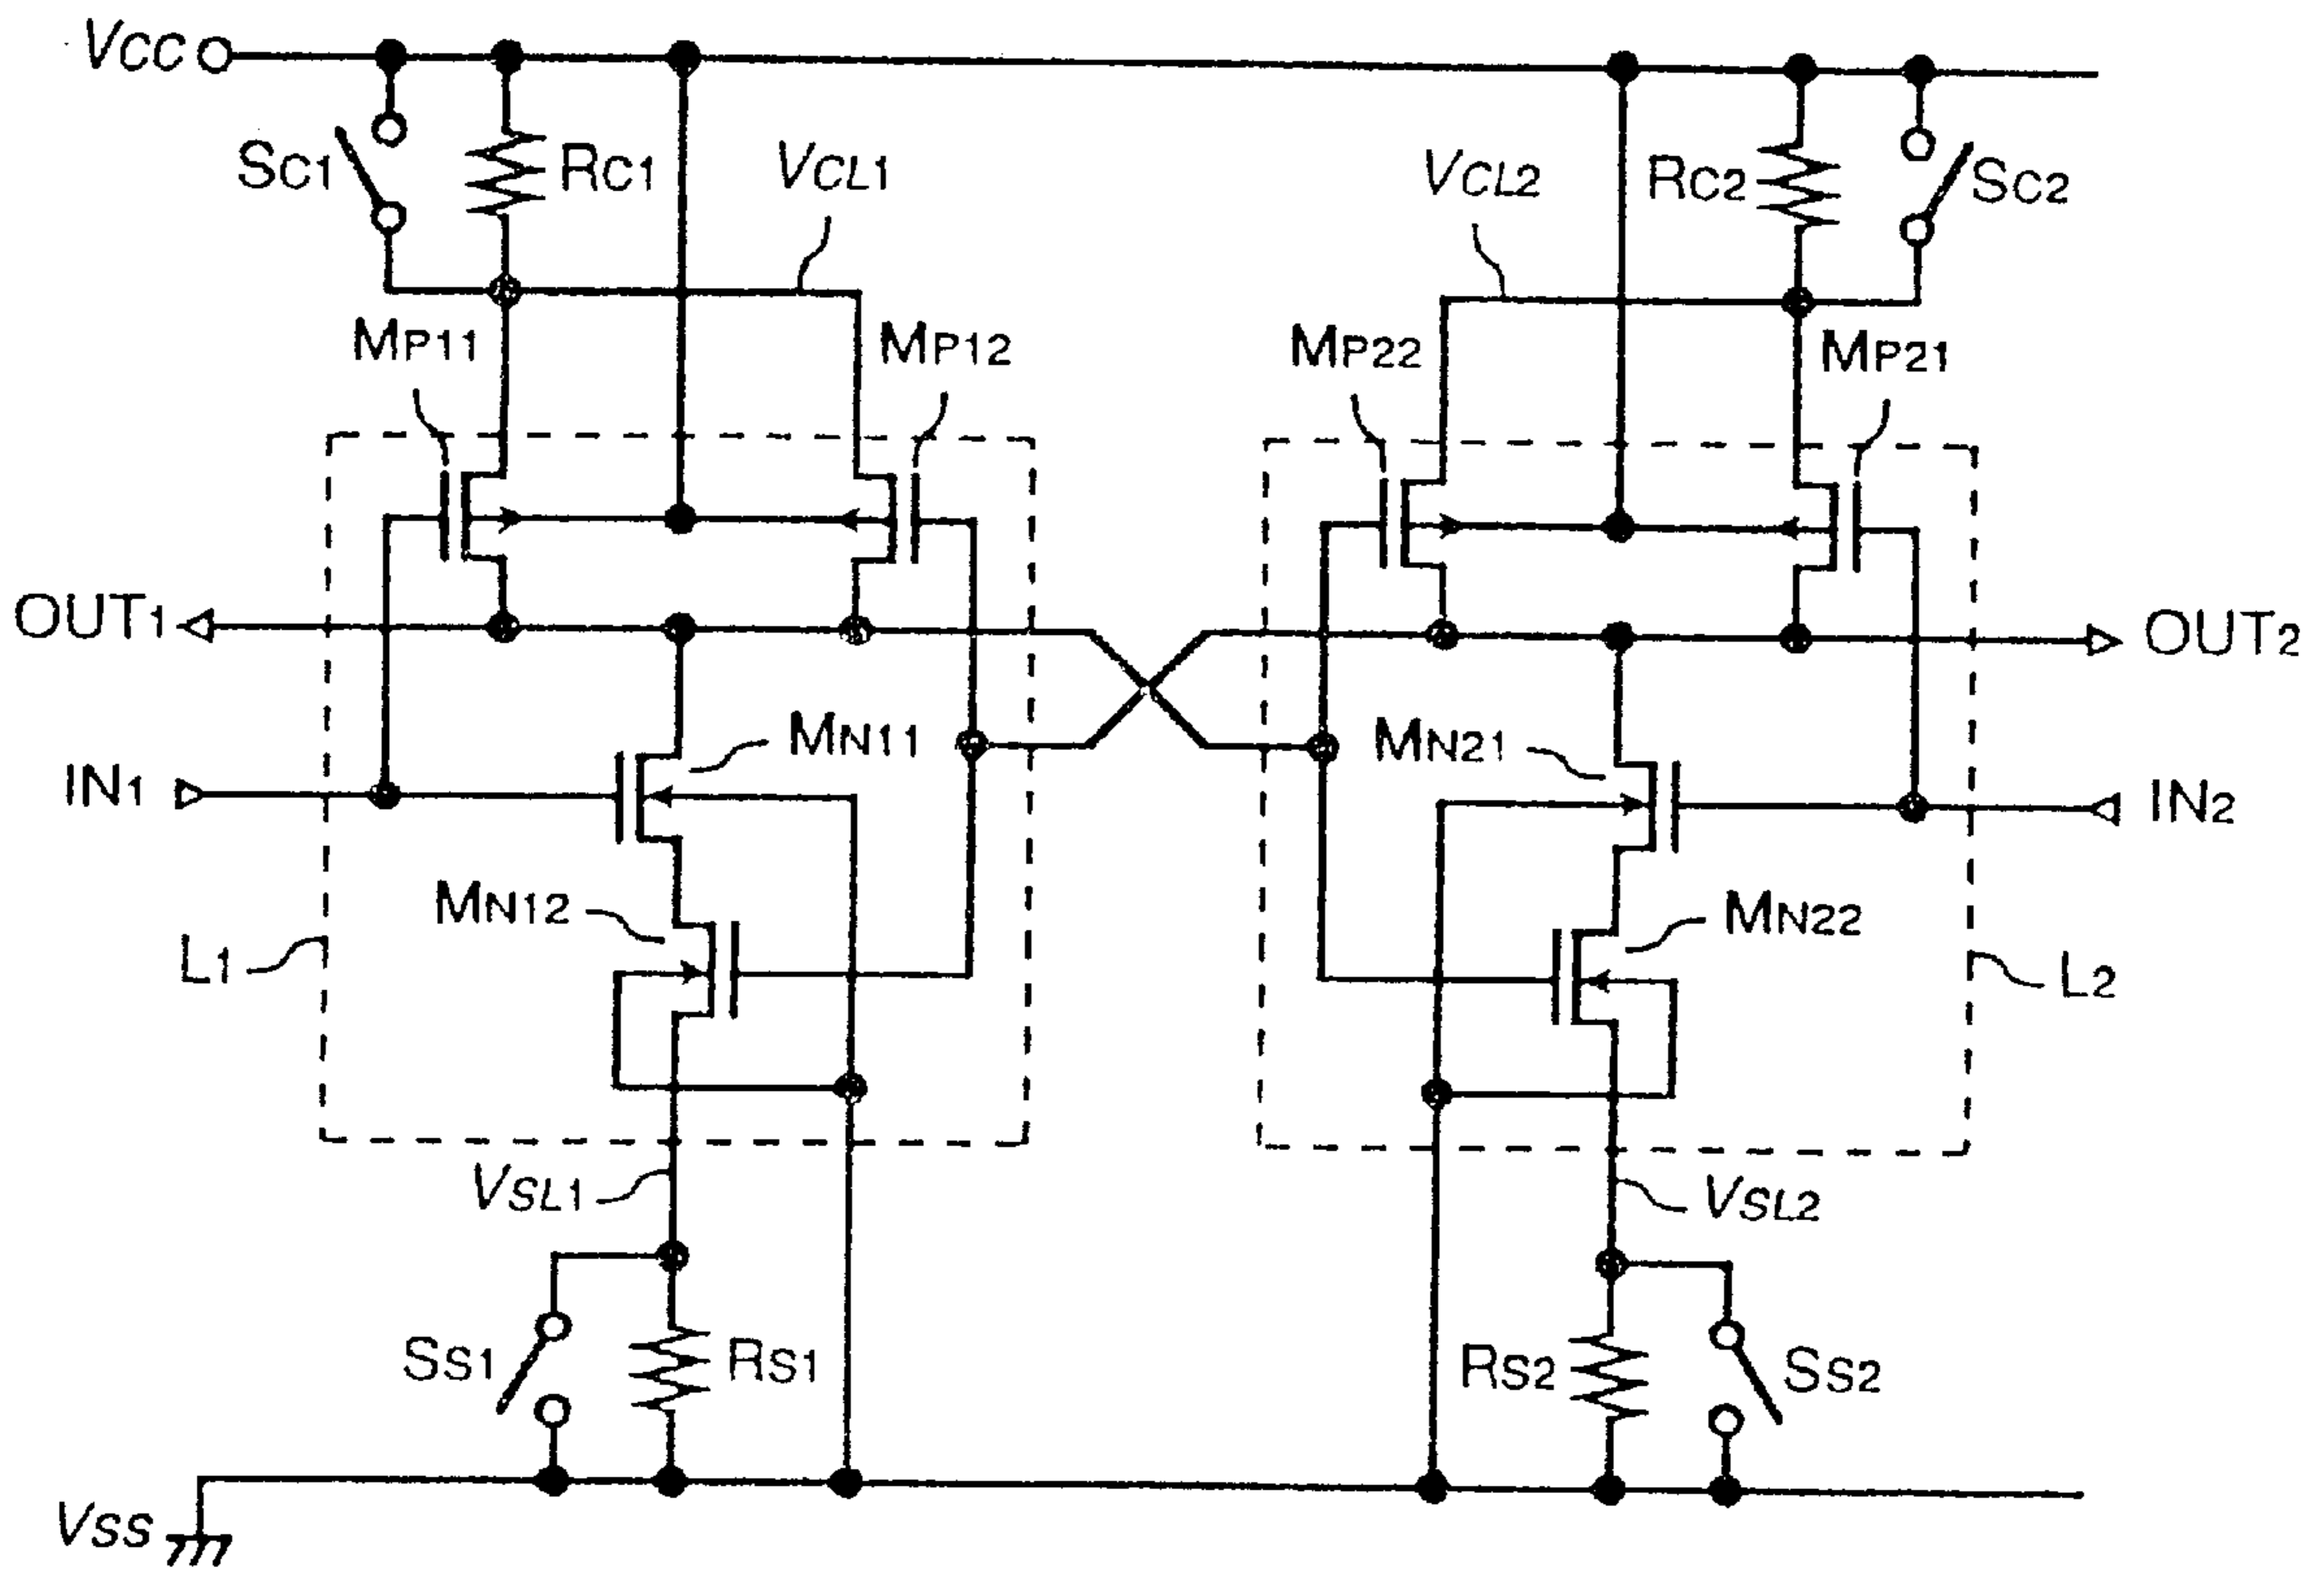 VCC
SC1
RC1
VCL1
VCL2
RC2
SC2
MP11
MP12
MP22
MP21
OUT1
OUT2
MN11
MN21
IN1
IN2
MN12
MN22
L1
L2
VSL1
VSL2
SS1
RS1
RS2
SS2
VSS